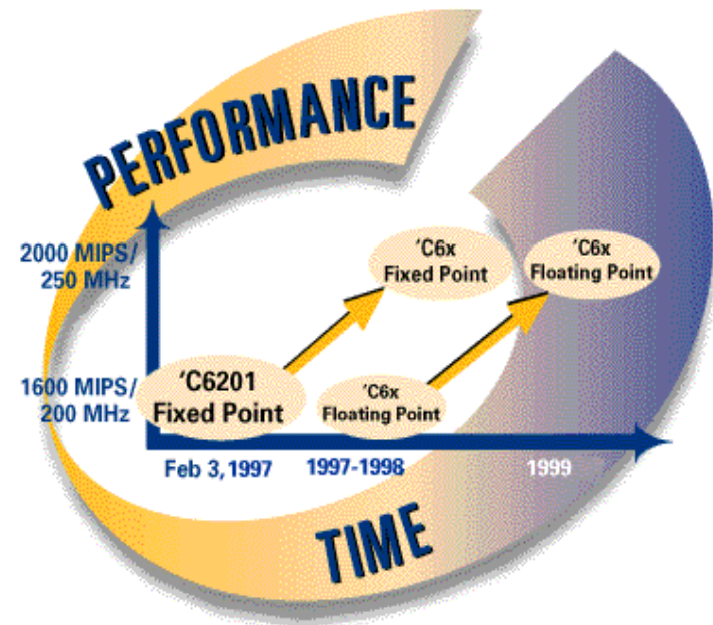 PERFORMANCE
2000 MIPS/
250 MHz
'C6x
Fixed Point
'C6x
Floating Point
1600 MIPS/
200 MHz
'C6201
Fixed Point
'C6x
Floating Point
Feb 3, 1997
1997-1998
1999
TIME